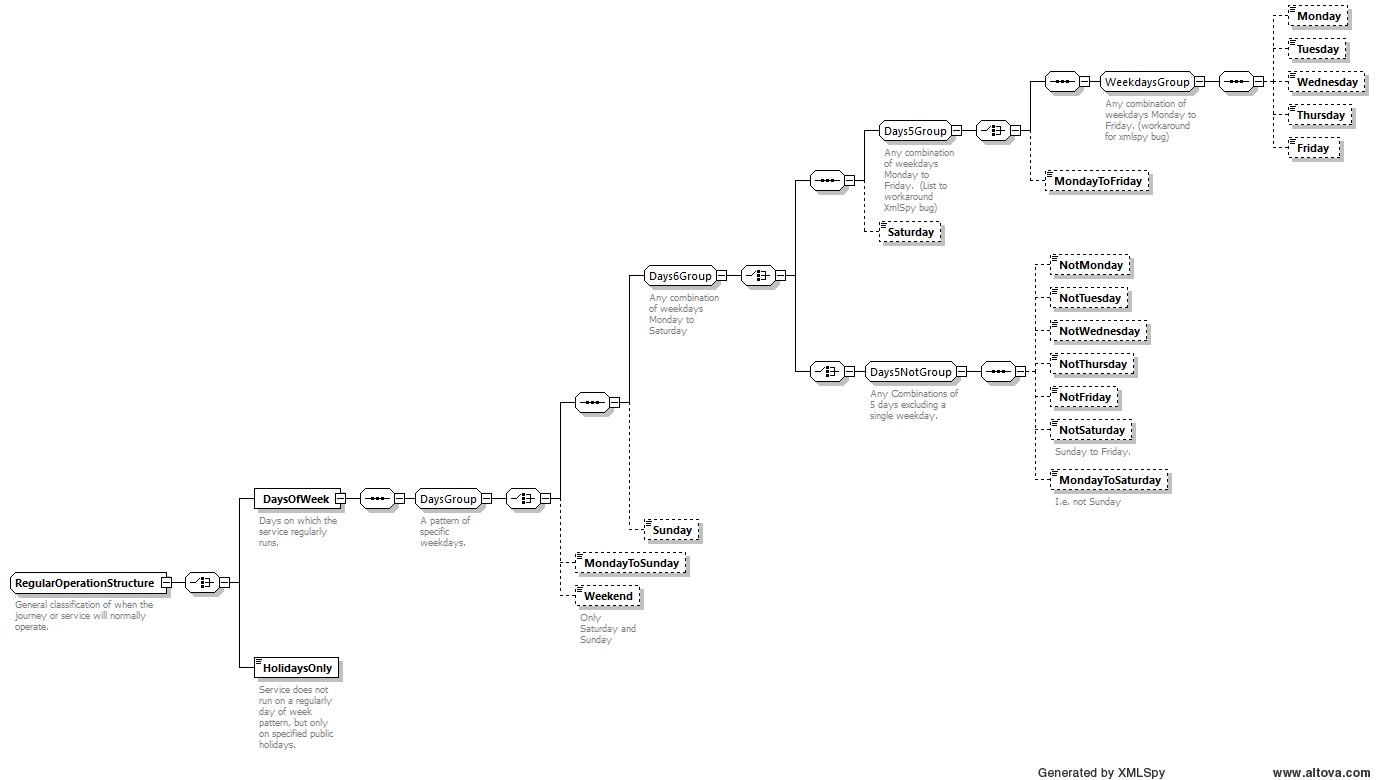 Monday
Tuesday
WeekdaysGroup
Wednesday
Any combination of
weekdays Monday to
Friday. (workaround
for xmlspy bug)
Thursday
Friday
Days5Group
Any combination
of weekdays
Monday to
Friday.  (List to
workaround
XmlSpy bug)
MondayToFriday
Saturday
Days6Group
Any combination
of weekdays
Monday to
Saturday
NotMonday
NotTuesday
NotWednesday
NotThursday
Days5NotGroup
Any Combinations of
5 days excluding a
single weekday.
NotFriday
NotSaturday
Sunday to Friday.
MondayToSaturday
I.e. not Sunday
DaysOfWeek
Days on which the
service regularly
runs.
DaysGroup
A pattern of
specific
weekdays.
Sunday
MondayToSunday
Weekend
Only
Saturday and
Sunday
RegularOperationStructure
General classification of when the
journey or service will normally
operate.
HolidaysOnly
Service does not
run on a regularly
day of week
pattern, but only
on specified public
holidays.
Generated by XMLSpy
www.altova.com